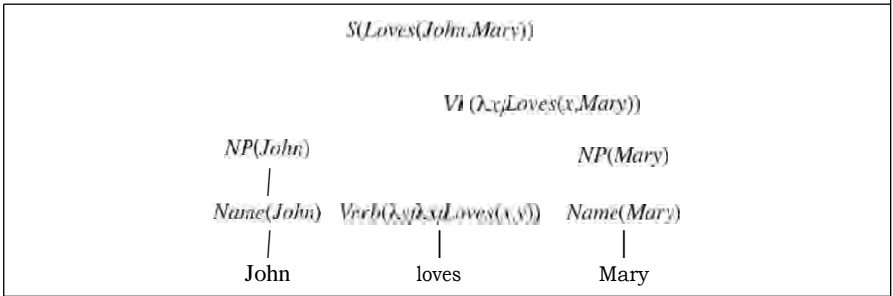 S(Loves(John,Mary))
(λx Loves(x,Mary))
NP(John) NP(Mary)
Name(John) Verb(λy λx Loves(x,y)) Name(Mary)
John loves Mary